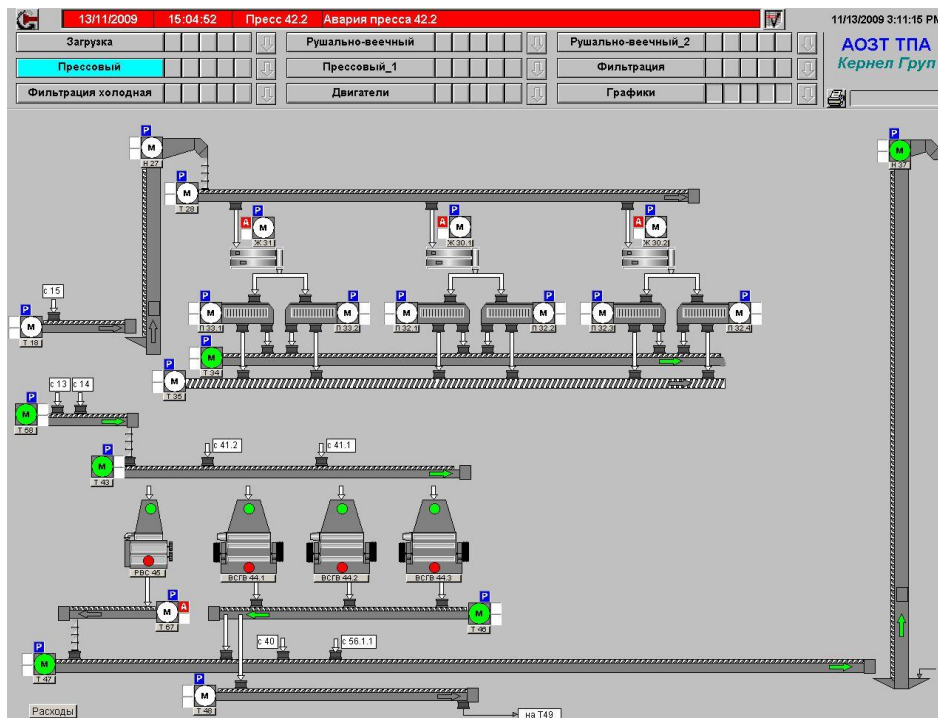 13/11/2009 15:04:52 Пресс 42.2 Авария пресса 42.2
11/13/2009 3:11:15 PM
Загрузка
Рушально-веечный
Рушально-веечный_2
АОЗТ ТПА
Прессовый
Прессовый_1
Фильтрация
Кернел Груп
Фильтрация холодная
Двигатели
Графики
P
M
Н 27
P
M
Н 37
P
M
Т 28
A
P
M
Ж 31
A
P
M
Ж 30.1
A
P
M
Ж 30.2
с 15
P
M
Т 18
P
M
П 33.1
P
M
П 33.2
P
M
П 32.1
P
M
П 32.2
P
M
П 32.3
P
M
П 32.4
P
M
Т 34
P
M
Т 35
с 13
с 14
P
M
Т 58
с 41.2
с 41.1
P
M
Т 43
РВС 45
ВСГВ 44.1
ВСГВ 44.2
ВСГВ 44.3
P
M
A
Т 67
P
M
Т 46
с 40
с 56.1.1
P
M
Т 47
P
M
Т 48
Расходы
на Т49